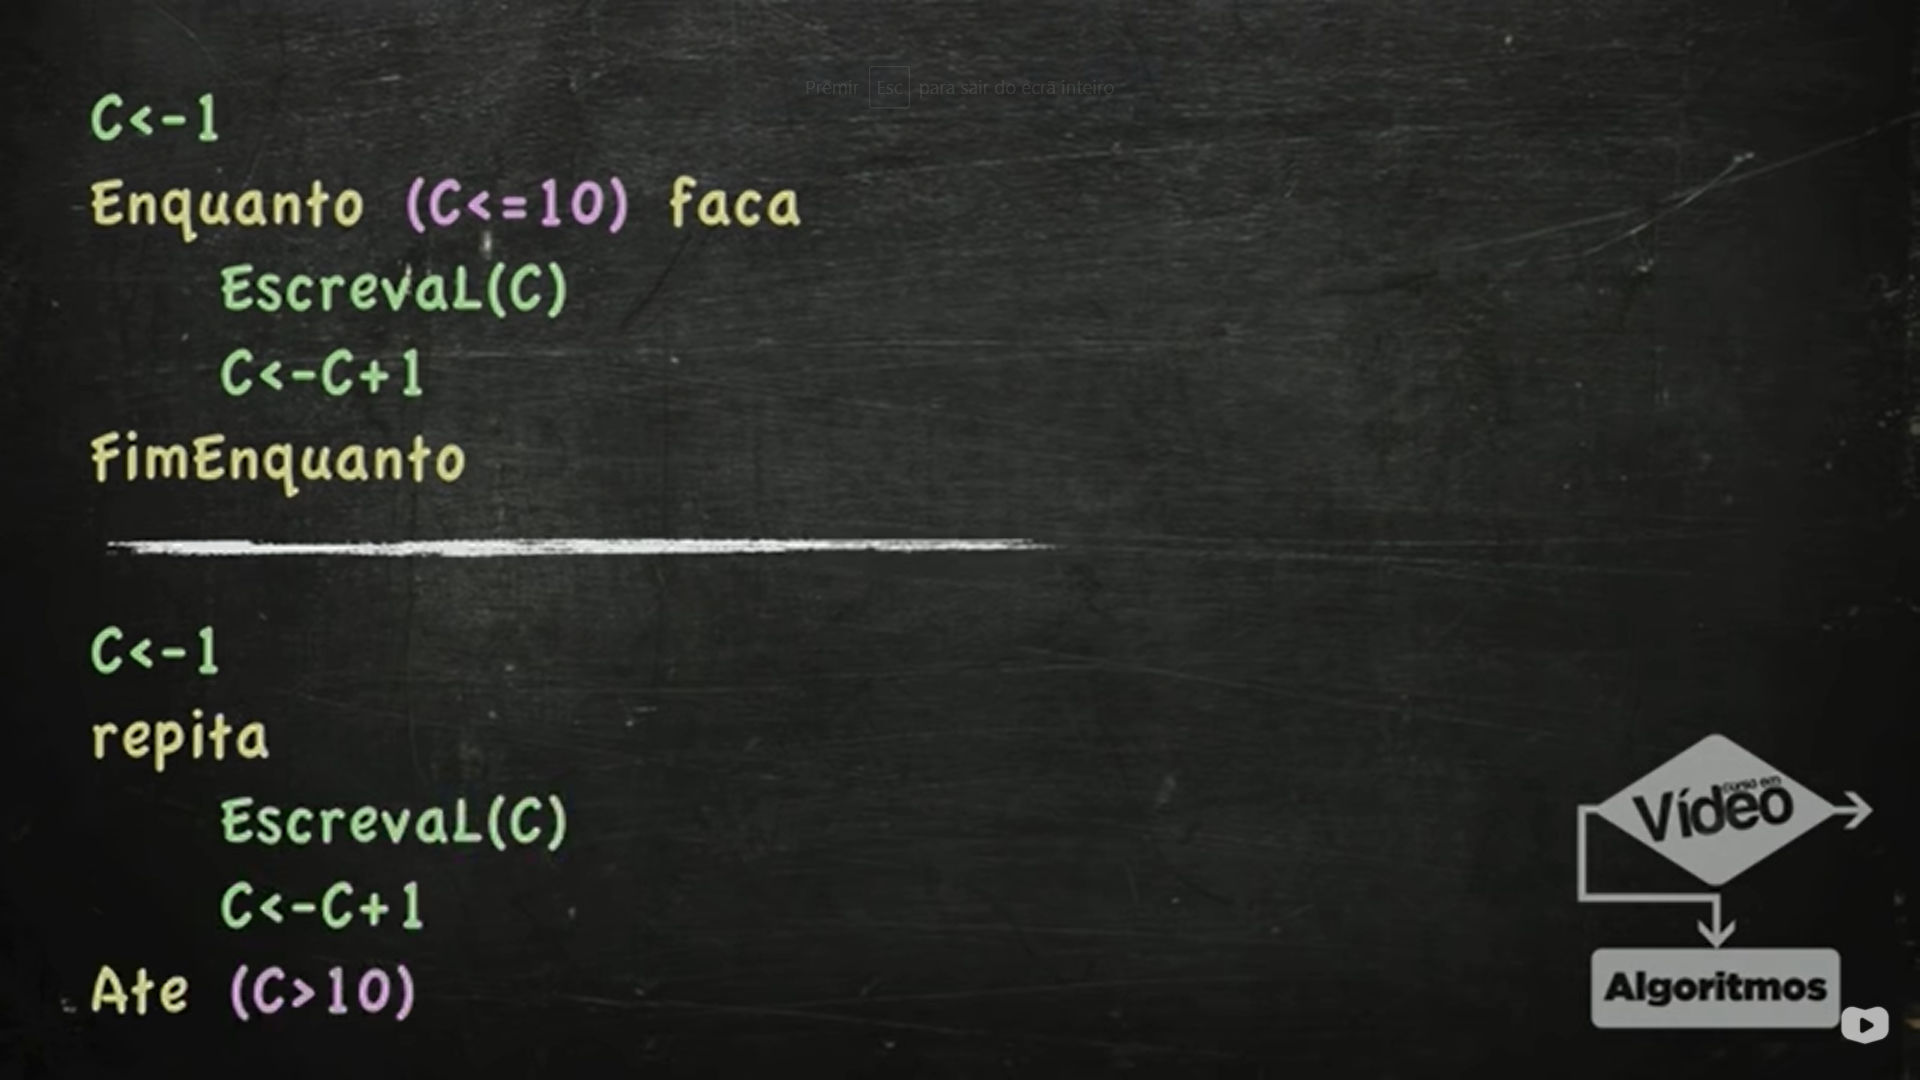 Premir Esc para sair do ecrã inteiro
C<-1
Enquanto (C<=10) faca
EscrevaL(C)
C<-C+1
FimEnquanto
C<-1
repita
EscrevaL(C)
C<-C+1
Ate (C>10)
curso em
Vídeo
Algoritmos